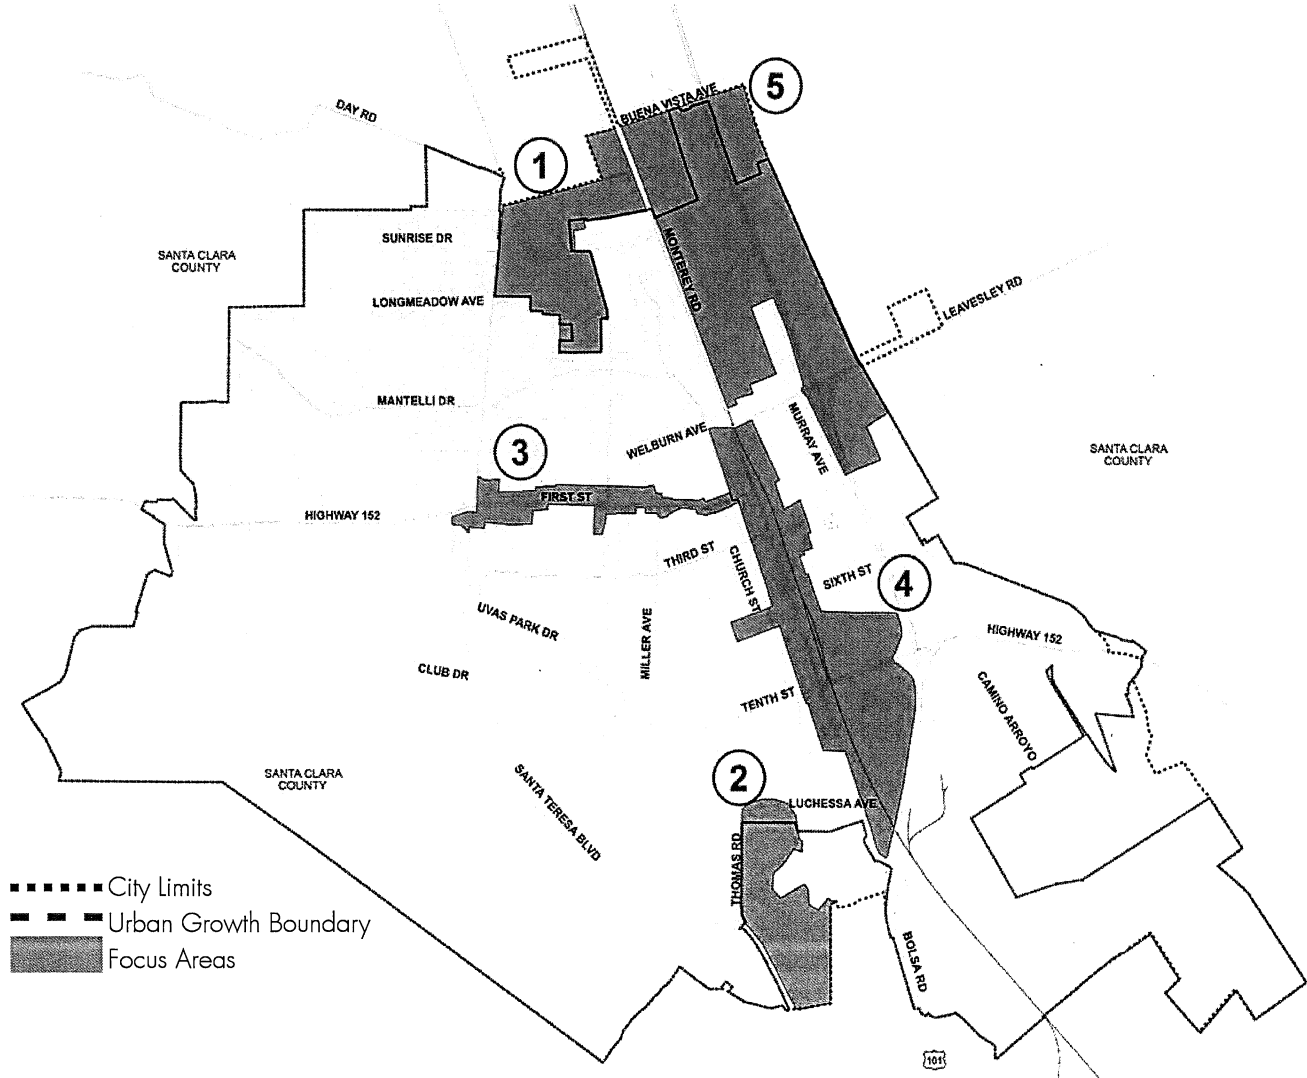 5
BUENA VISTA AVE
DAY RD
1
SUNRISE DR
SANTA CLARA
COUNTY
MONTEREY RD
LONGMEADOW AVE
LEAVESLEY RD
MANTELLI DR
MURRAY AVE
WELBURN AVE
3
SANTA CLARA
COUNTY
FIRST ST
HIGHWAY 152
THIRD ST
CHURCH ST
SIXTH ST
4
UVAS PARK DR
MILLER AVE
HIGHWAY 152
CLUB DR
TENTH ST
CAMINO ARROYO
SANTA CLARA
COUNTY
2
SANTA TERESA BLVD
LUCHESSA AVE
THOMAS RD
City Limits
Urban Growth Boundary
Focus Areas
BOLSA RD
101